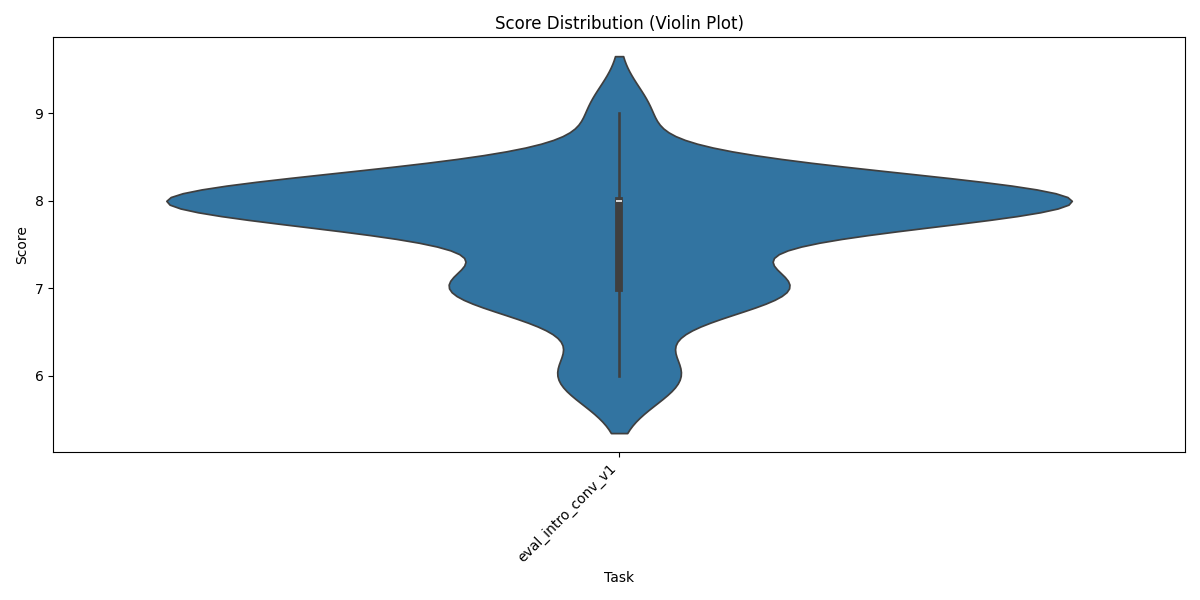 Score Distribution (Violin Plot)
Score
9
8
7
6
eval_intro_conv_v1
Task